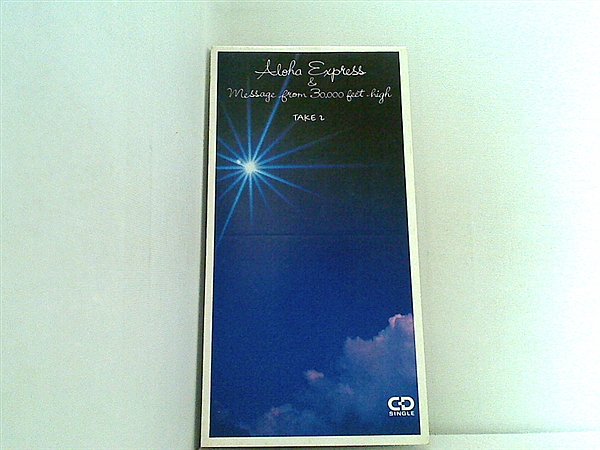 Aloha Express
&
Message from 30,000 feet-high
TAKE 2
CD
SINGLE